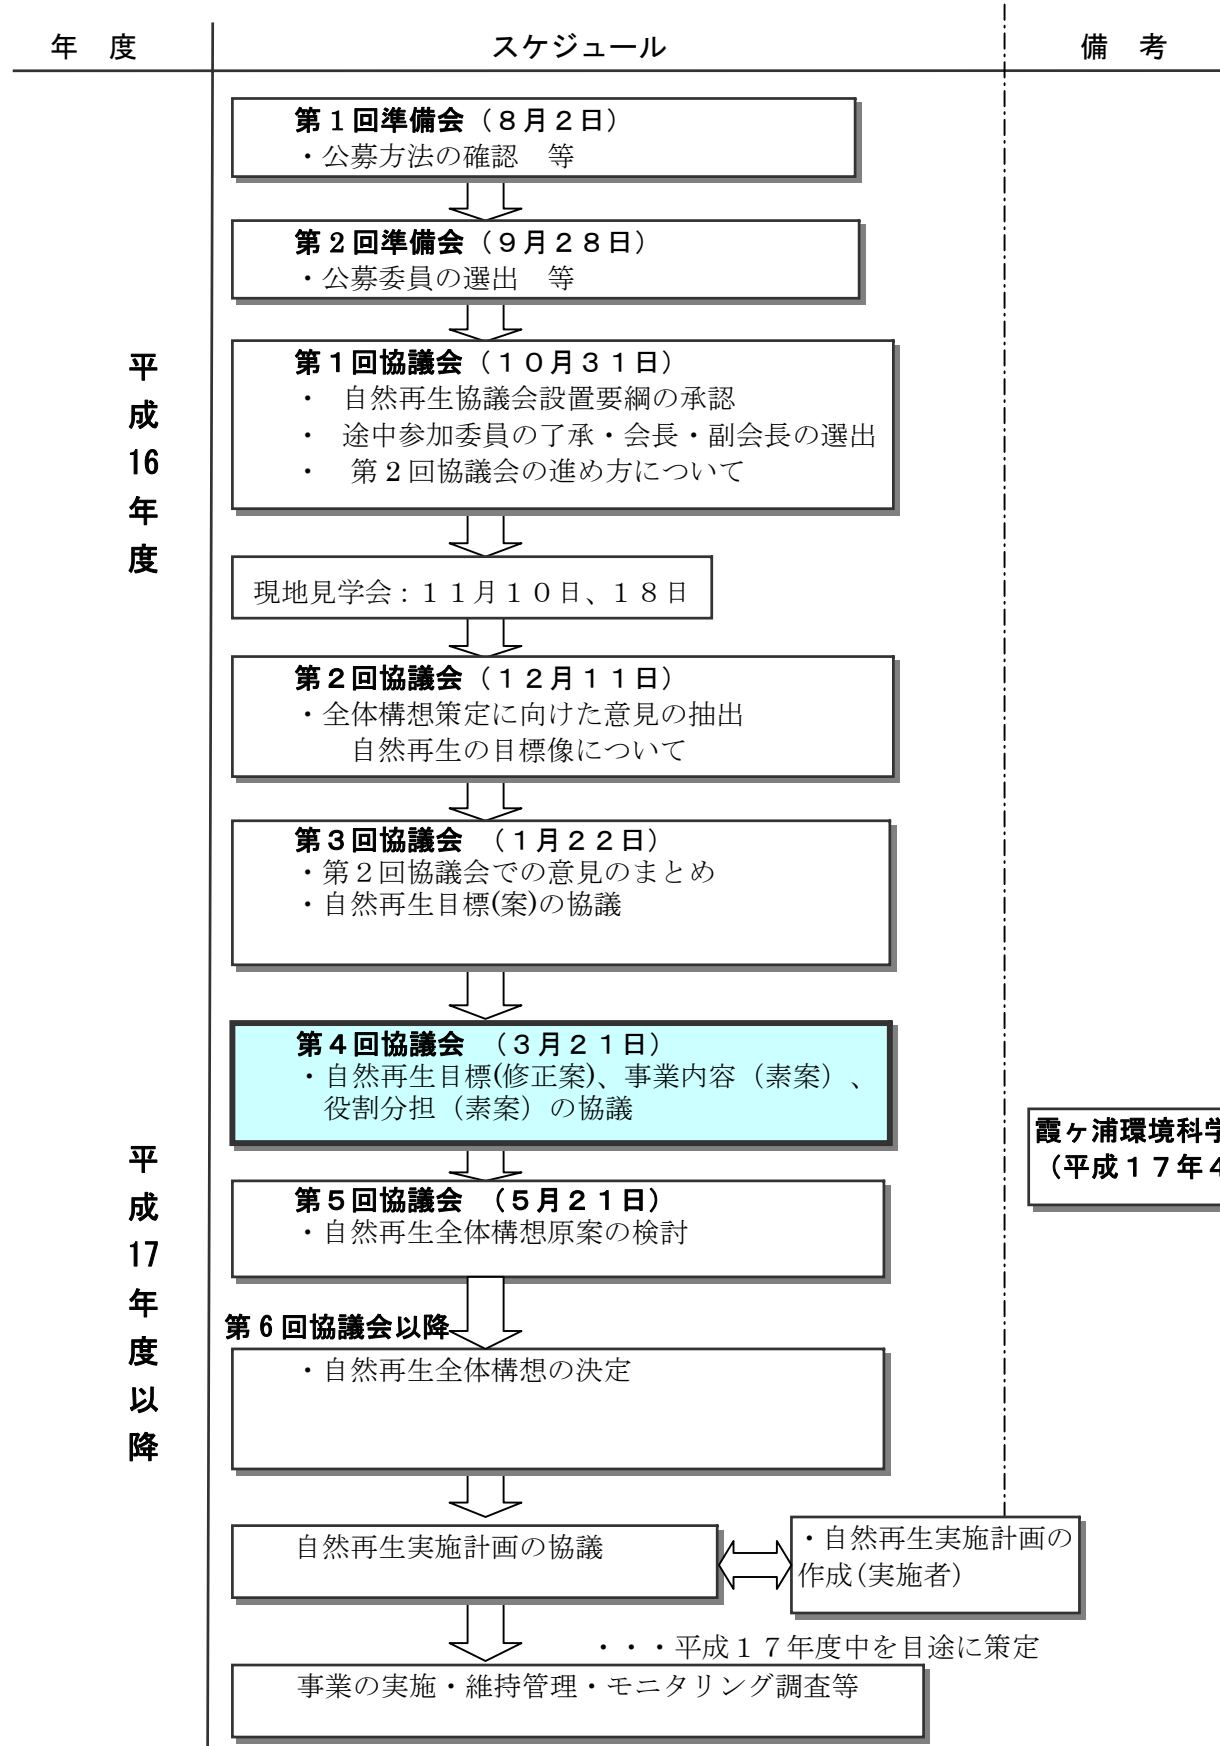 年　度
スケジュール
備　考
平成16年度
第１回準備会（８月２日）
・公募方法の確認　等
第２回準備会（９月２８日）
・公募委員の選出　等
第１回協議会（１０月３１日）
・　自然再生協議会設置要綱の承認
・　途中参加委員の了承・会長・副会長の選出
・　第２回協議会の進め方について
現地見学会：１１月１０日、１８日
第２回協議会（１２月１１日）
・全体構想策定に向けた意見の抽出
自然再生の目標像について
第３回協議会　（１月２２日）
・第２回協議会での意見のまとめ
・自然再生目標(案)の協議
第４回協議会　（３月２１日）
・自然再生目標(修正案)、事業内容（素案）、
役割分担（素案）の協議
霞ヶ浦環境科学
（平成１７年４
平成17年度以降
第５回協議会　（５月２１日）
・自然再生全体構想原案の検討
第６回協議会以降
・自然再生全体構想の決定
自然再生実施計画の協議
・自然再生実施計画の
作成(実施者)
・・・平成１７年度中を目途に策定
事業の実施・維持管理・モニタリング調査等